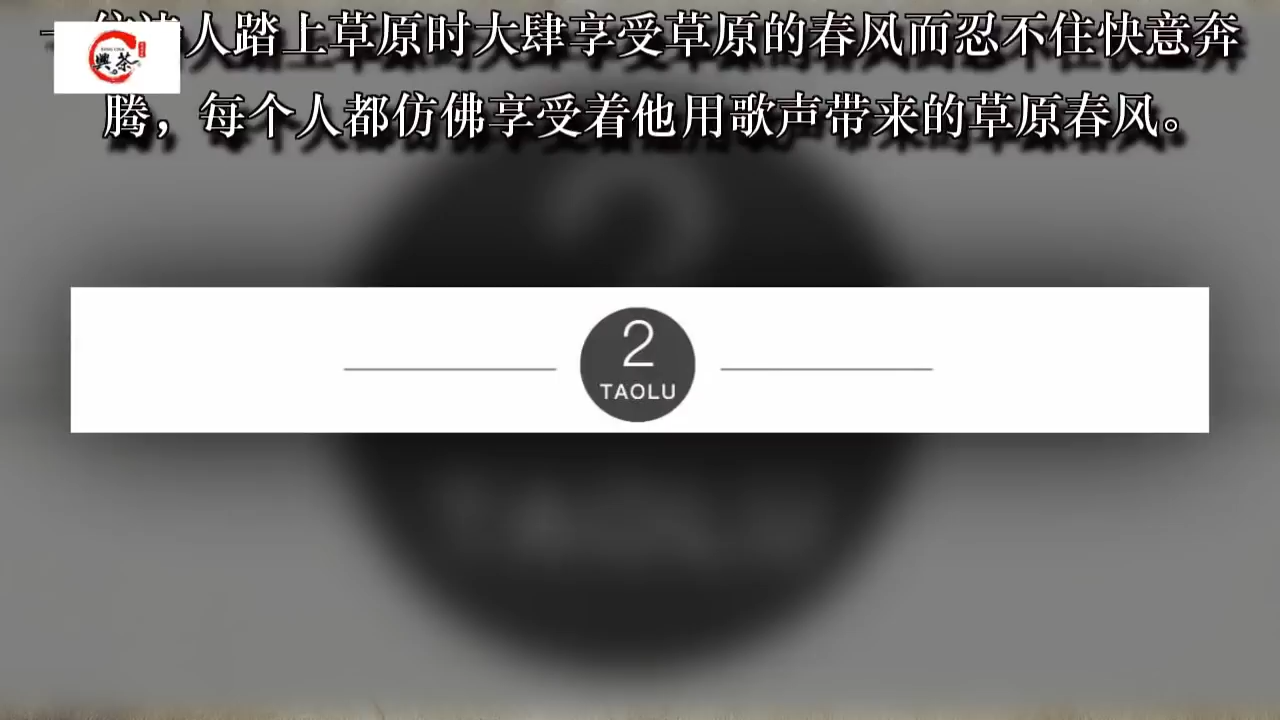 人踏上草原时大肆享受草原的春风而忍不住快意奔
腾，每个人都仿佛享受着他用歌声带来的草原春风。
興茶
2
TAOLU